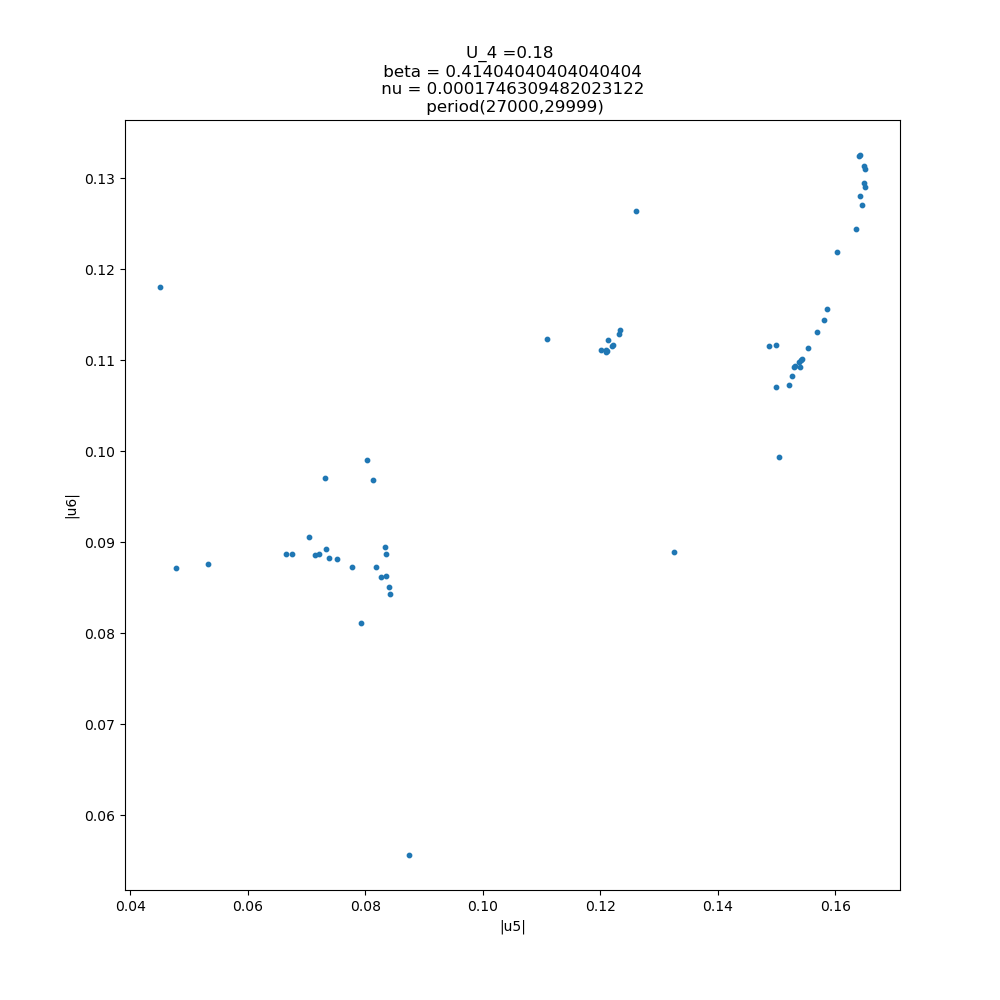 U_4 =0.18
beta = 0.41404040404040404
nu = 0.0001746309482023122
period(27000,29999)
0.13
0.12
0.11
0.10
0.09
0.08
0.07
0.06
|u6|
0.04 0.06 0.08 0.10 0.12 0.14 0.16
|u5|